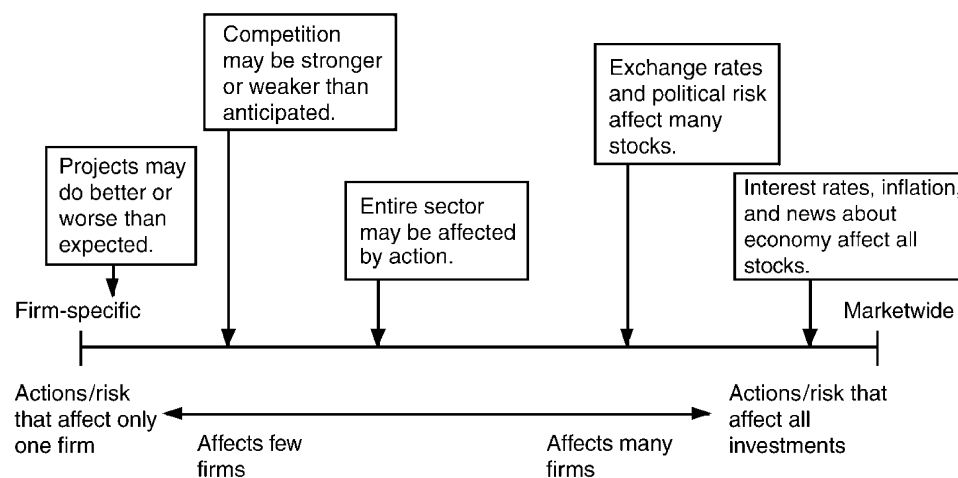 Competition
may be stronger
or weaker than
anticipated.
Exchange rates
and political risk
affect many
stocks.
Projects may
do better or
worse than
expected.
Entire sector
may be affected
by action.
Interest rates, inflation,
and news about
economy affect all
stocks.
Firm-specific
Marketwide
Actions/risk
that affect only
one firm
Affects few
firms
Affects many
firms
Actions/risk that
affect all
investments